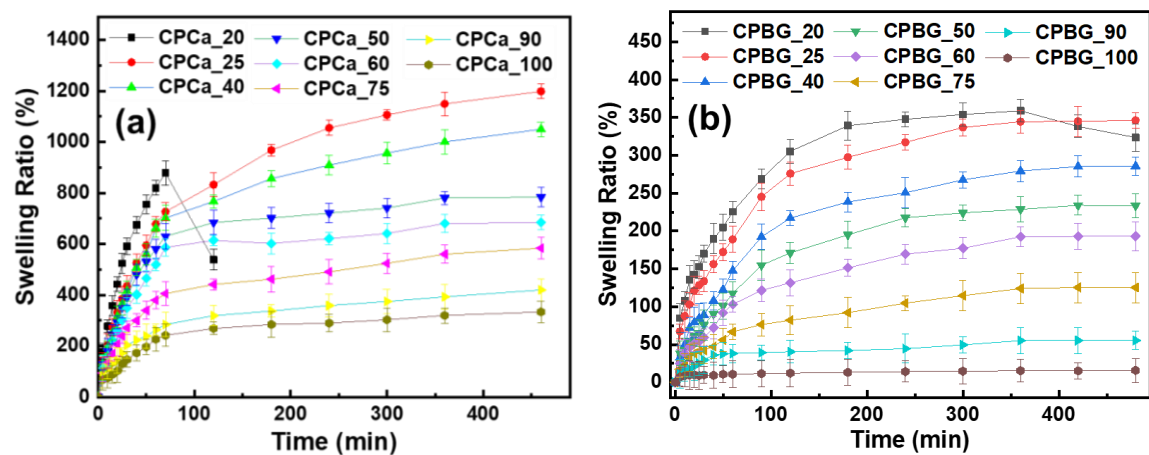 (a)
Swelling Ratio (%)
1400
1200
1000
800
600
400
200
0
CPCa_20 CPCa_50 CPCa_90
CPCa_25 CPCa_60 CPCa_100
CPCa_40 CPCa_75
0 100 200 300 400
Time (min)
(b)
Swelling Ratio (%)
450
400
350
300
250
200
150
100
50
0
CPBG_20 CPBG_50 CPBG_90
CPBG_25 CPBG_60 CPBG_100
CPBG_40 CPBG_75
0 100 200 300 400
Time (min)